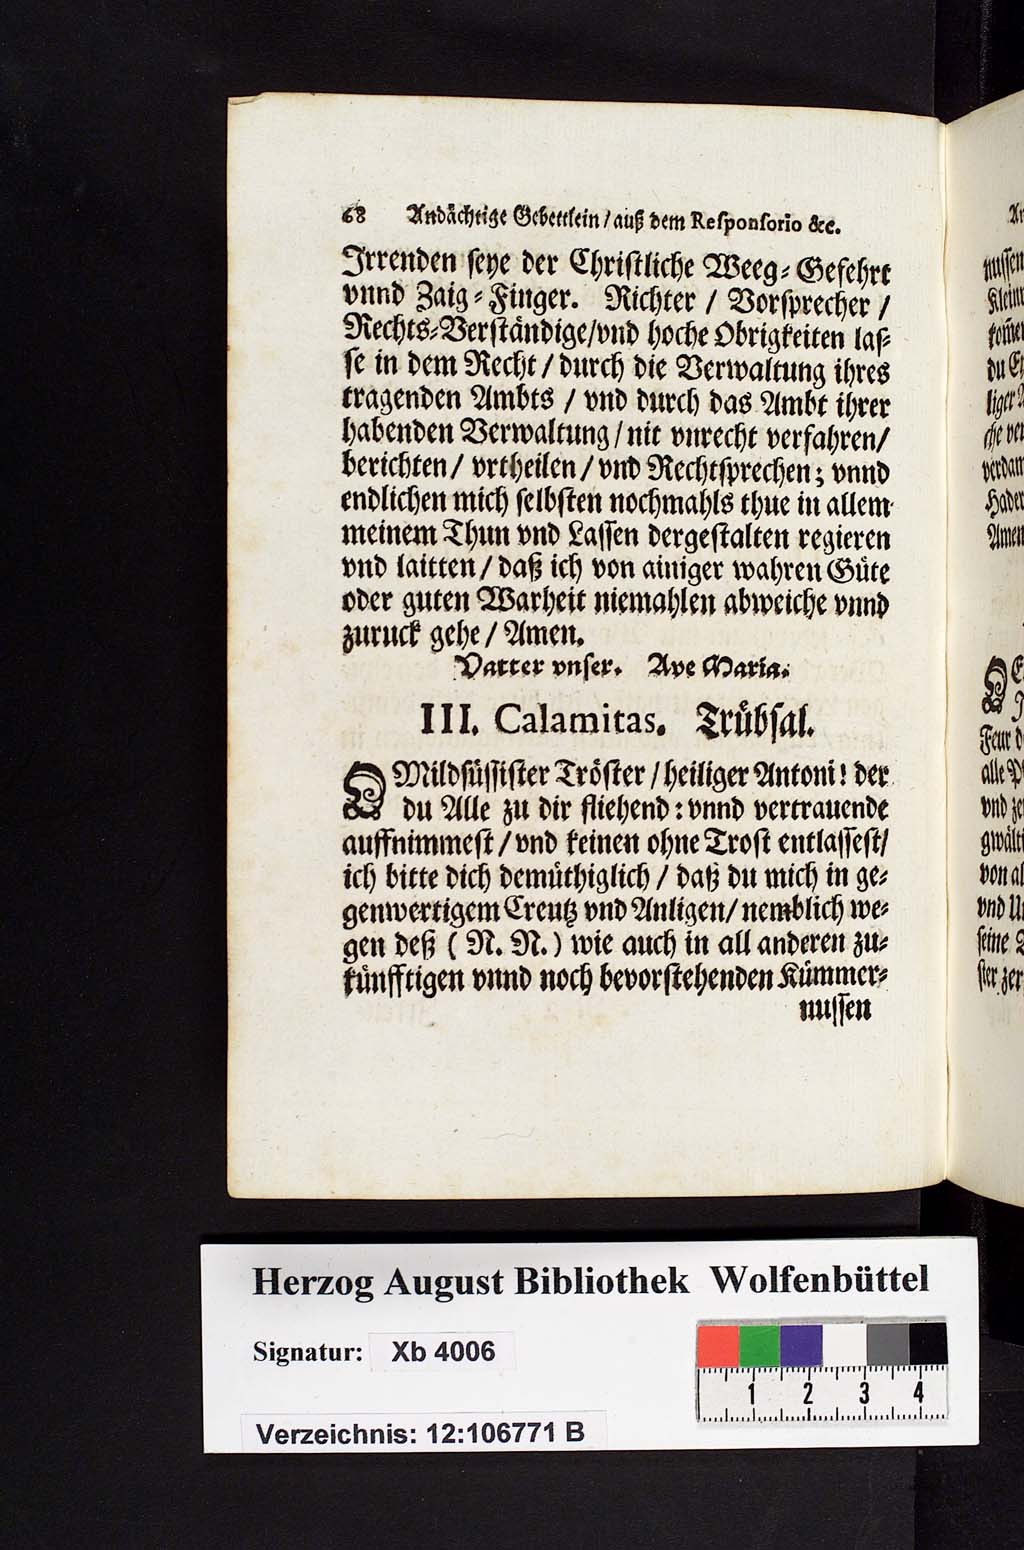 68 Andächtige Gebettlein / auß dem Responsorio &c.
Irrenden seye der Christliche Weeg-Gefehrt
vnnd Zaig-Finger. Richter / Vorsprecher /
Rechts-Verständige/vnd hoche Obrigkeiten las-
se in dem Recht / durch die Verwaltung ihres
tragenden Ambts / vnd durch das Ambt ihrer
habenden Verwaltung / nit vnrecht verfahren/
berichten / vrtheilen / vnd Rechtsprechen; vnnd
endlichen mich selbsten nochmahls thue in allem
meinem Thun vnd Lassen dergestalten regieren
vnd laitten / daß ich von ainiger wahren Güte
oder guten Warheit niemahlen abweiche vnnd
zuruck gehe / Amen.
Vatter vnser. Ave Maria.
III. Calamitas. Trübsal.
O Mildsüssister Tröster / heiliger Antoni! der
du Alle zu dir fliehend: vnnd vertrauende
auffnimmest / vnd keinen ohne Trost entlassest/
ich bitte dich demüthiglich / daß du mich in ge-
genwertigem Creutz vnd Anligen / nemblich we-
gen deß ( N. N. ) wie auch in all anderen zu-
künfftigen vnnd noch bevorstehenden Kümmer-
nussen
nussen
du
Amen
alle
von al
seine
Herzog August Bibliothek Wolfenbüttel
Signatur: Xb 4006
1 2 3 4
Verzeichnis: 12:106771 B